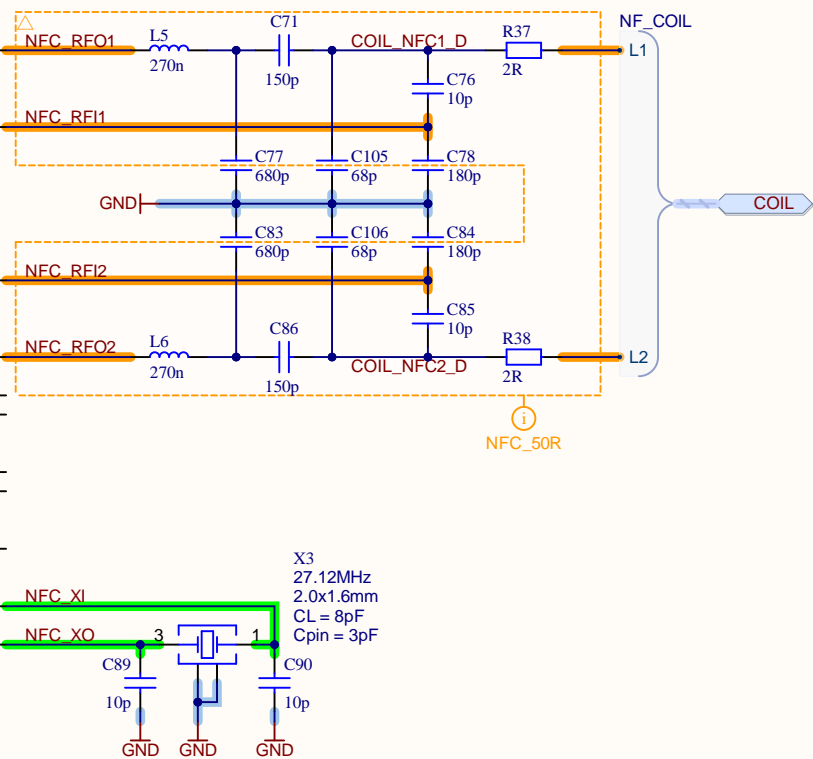 C71
R37
NF_COIL
NFC_RFO1
L5
COIL_NFC1_D
L1
270n
150p
2R
C76
10p
NFC_RFI1
C77
C105
C78
680p
68p
180p
GND
COIL
C83
C106
C84
680p
68p
180p
NFC_RFI2
C85
10p
C86
R38
NFC_RFO2
L6
L2
270n
COIL_NFC2_D
150p
2R
i
NFC_50R
X3
27.12MHz
2.0x1.6mm
CL = 8pF
Cpin = 3pF
NFC_XI
NFC_XO
3
1
C89
C90
10p
10p
GND
GND
GND